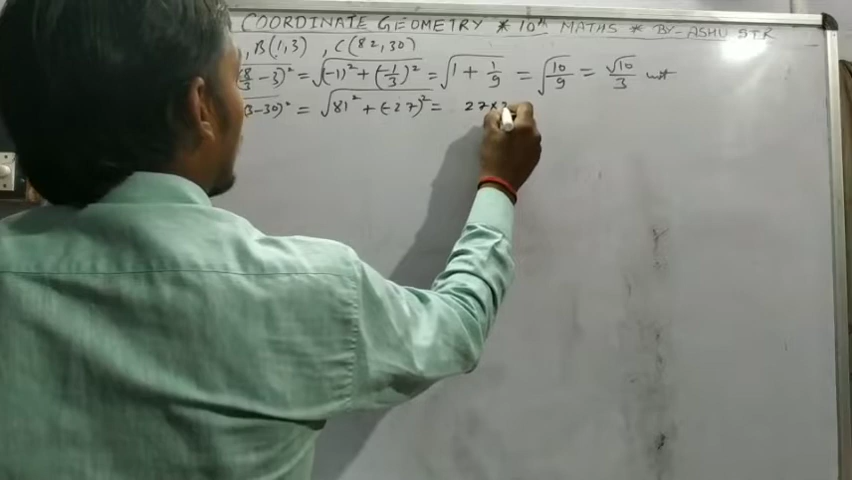 COORDINATE GEOMETRY * 10th MATHS * BY- ASHU SIR
, B(1,3) , C(82,30)
8/3 - 3)² = √((-1)² + (-1/3)²) = √(1 + 1/9) = √(10/9) = √10/3 unit
3-30)² = √(81² + (-27)²) = 27×3